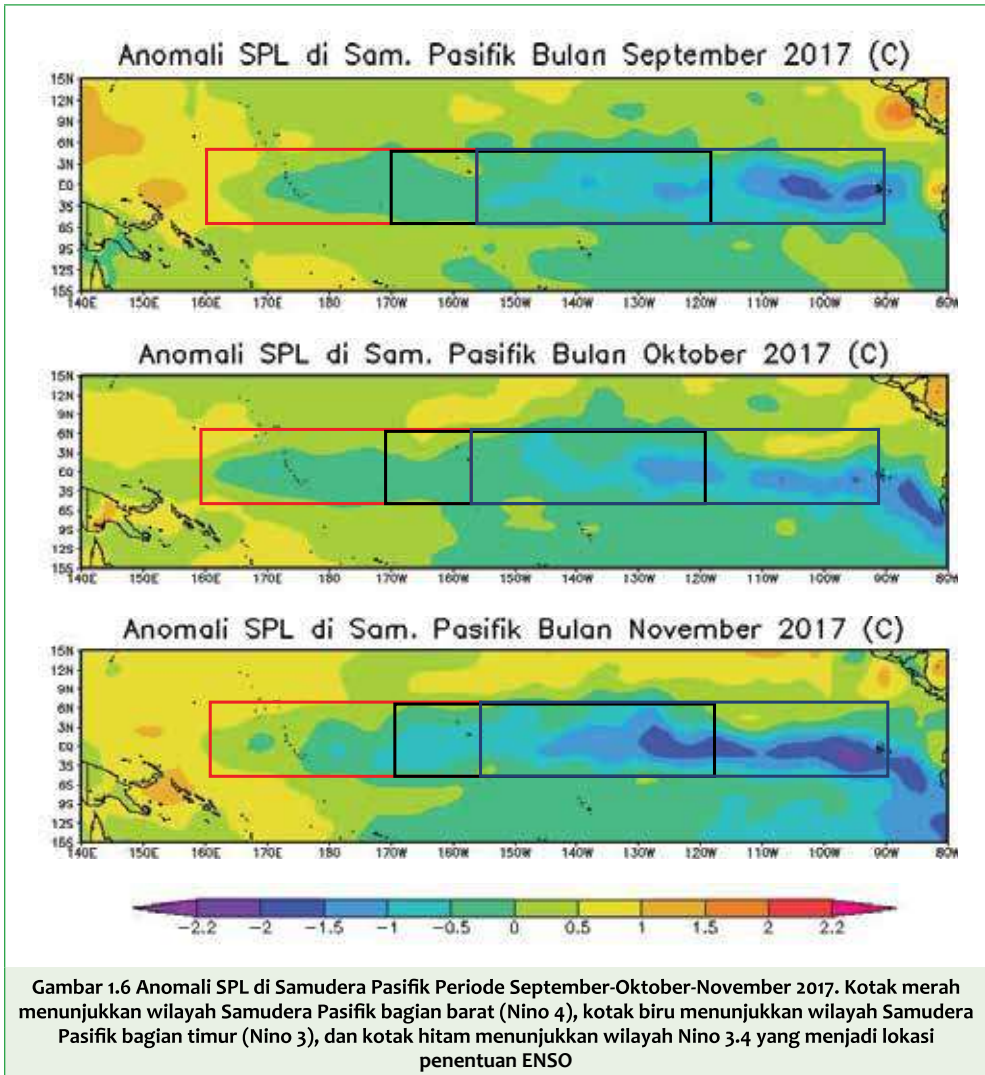 Anomali SPL di Sam. Pasifik Bulan September 2017 (C)
15N
12N
9N
6N
3N
EQ
3S
6S
9S
12S
15S
140E 150E 160E 170E 180 170W 160W 150W 140W 130W 120W 110W 100W 90W 80W
Anomali SPL di Sam. Pasifik Bulan Oktober 2017 (C)
15N
12N
9N
6N
3N
EQ
3S
6S
9S
12S
15S
140E 150E 160E 170E 180 170W 160W 150W 140W 130W 120W 110W 100W 90W 80W
Anomali SPL di Sam. Pasifik Bulan November 2017 (C)
15N
12N
9N
6N
3N
EQ
3S
6S
9S
12S
15S
140E 150E 160E 170E 180 170W 160W 150W 140W 130W 120W 110W 100W 90W 80W
−2.2 −2 −1.5 −1 −0.5 0 0.5 1 1.5 2 2.2
Gambar 1.6 Anomali SPL di Samudera Pasifik Periode September-Oktober-November 2017. Kotak merah
menunjukkan wilayah Samudera Pasifik bagian barat (Nino 4), kotak biru menunjukkan wilayah Samudera
Pasifik bagian timur (Nino 3), dan kotak hitam menunjukkan wilayah Nino 3.4 yang menjadi lokasi
penentuan ENSO